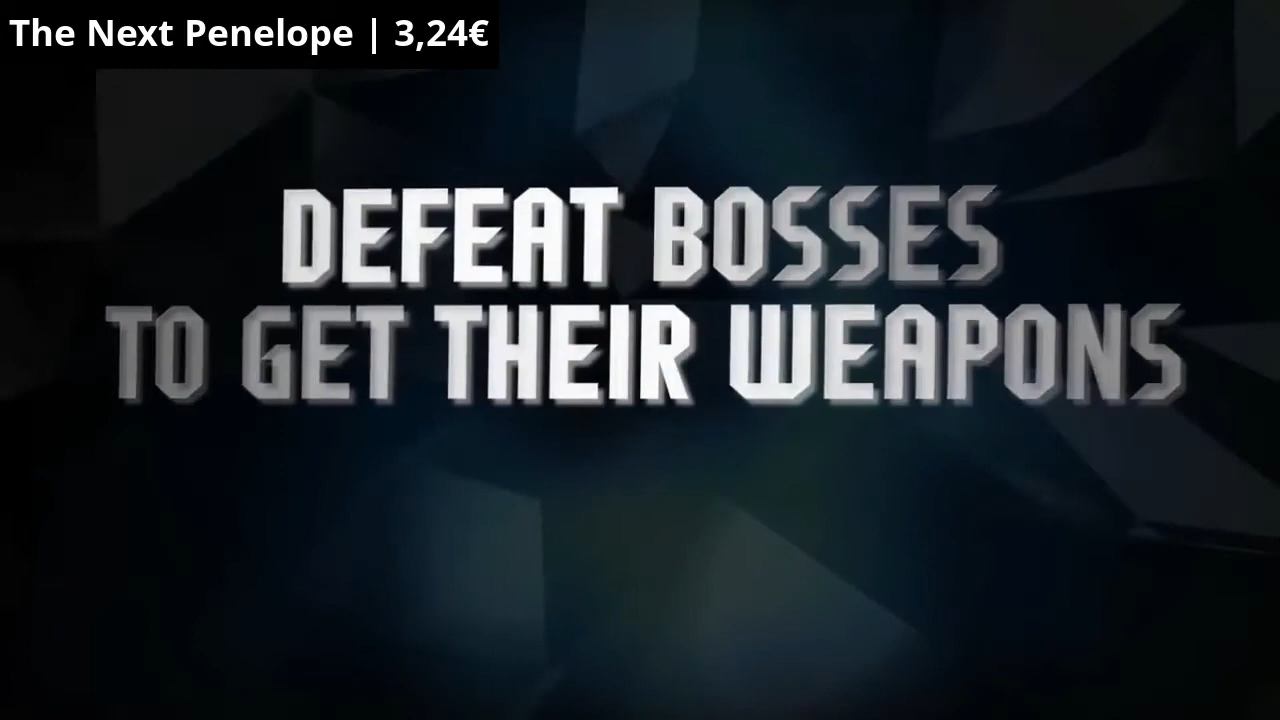 The Next Penelope | 3,24€
DEFEAT BOSSES
TO GET THEIR WEAPONS